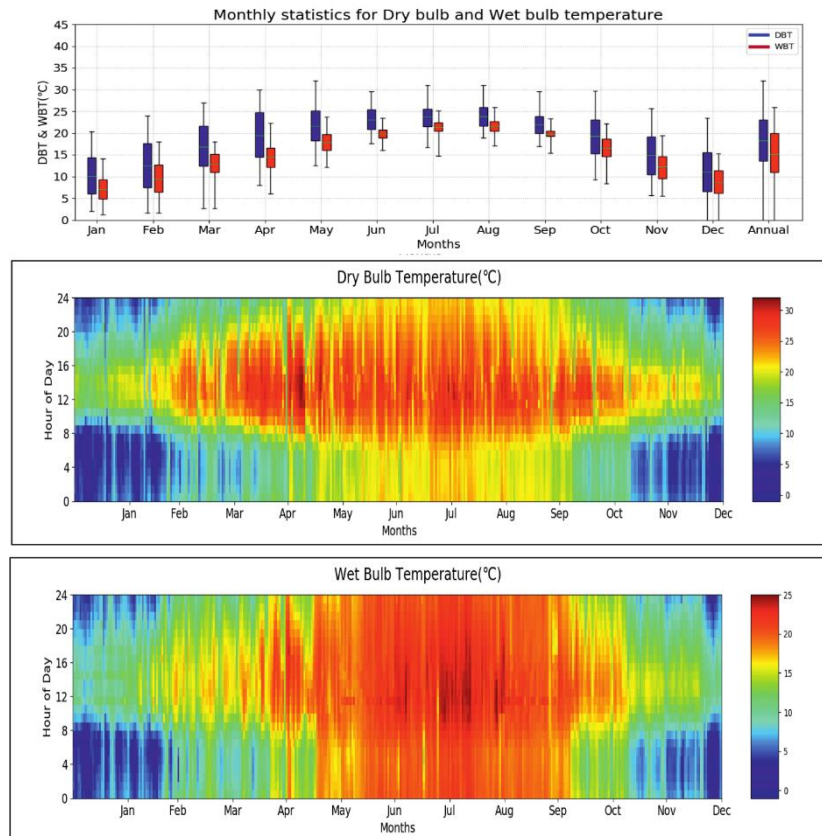 Monthly statistics for Dry bulb and Wet bulb temperature
45
40
35
30
25
20
15
10
5
0
DBT & WBT(°C)
DBT
WBT
Jan Feb Mar Apr May Jun Jul Aug Sep Oct Nov Dec Annual
Months
Dry Bulb Temperature(°C)
24
20
16
12
8
4
0
Hour of Day
Jan Feb Mar Apr May Jun Jul Aug Sep Oct Nov Dec
Months
30
25
20
15
10
5
0
Wet Bulb Temperature(°C)
24
20
16
12
8
4
0
Hour of Day
Jan Feb Mar Apr May Jun Jul Aug Sep Oct Nov Dec
Months
25
20
15
10
5
0